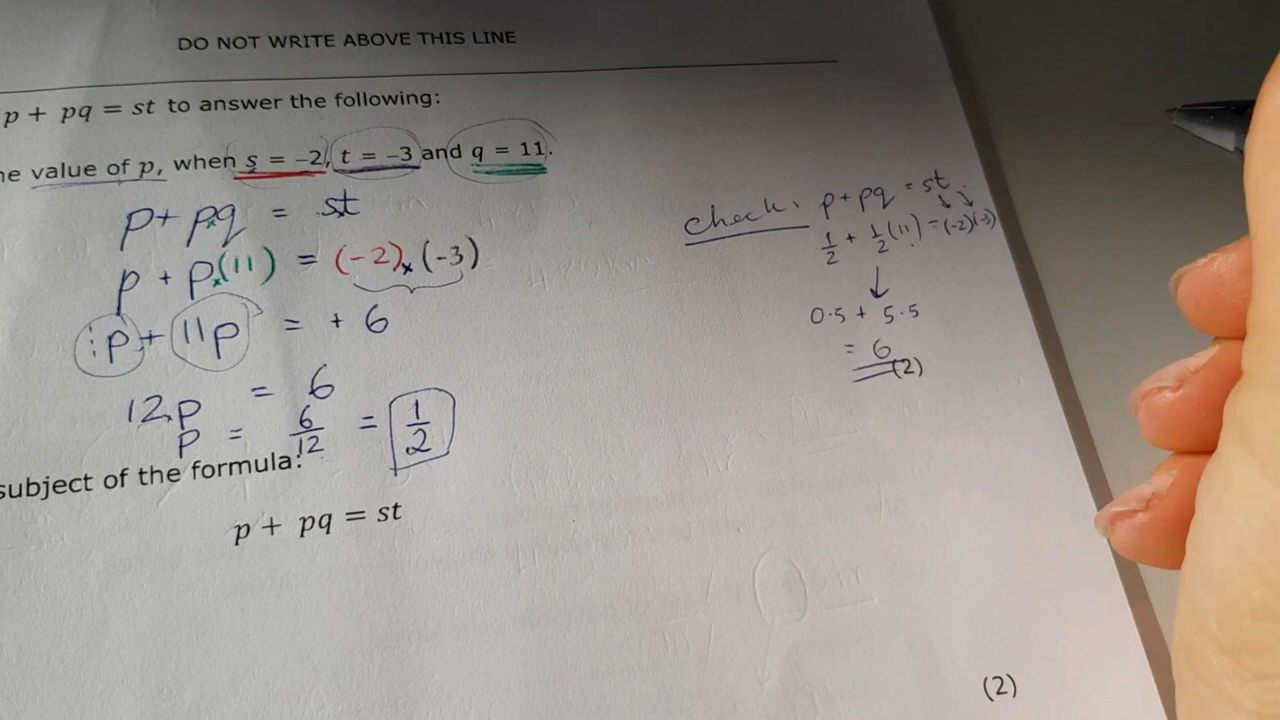 DO NOT WRITE ABOVE THIS LINE
p + pq = st to answer the following:
value of p, when s = -2, t = -3 and q = 11.
p + pq = st
p + p×(11) = (-2)×(-3)
p + 11p = + 6
12p = 6
p = 6/12 = 1/2
check: p + pq = st
1/2 + 1/2 (11) = (-2)(-3)
0.5 + 5.5
= 6
(2)
subject of the formula:
p + pq = st
(2)